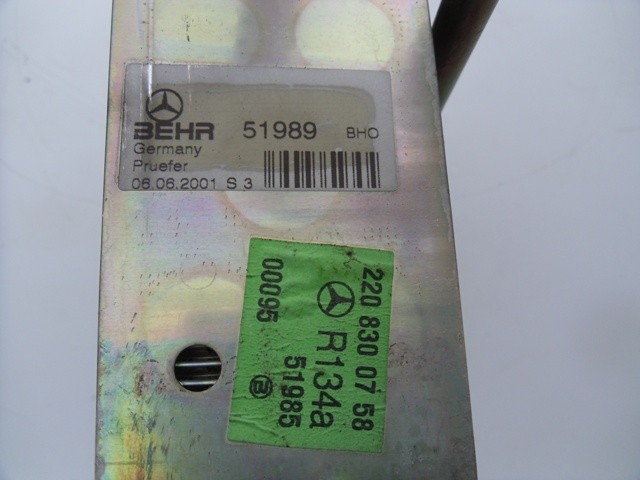 BEHR 51989 BHO
Germany
Pruefer
06.06.2001 S 3
220 830 07 58
R134a
00095 51985 B